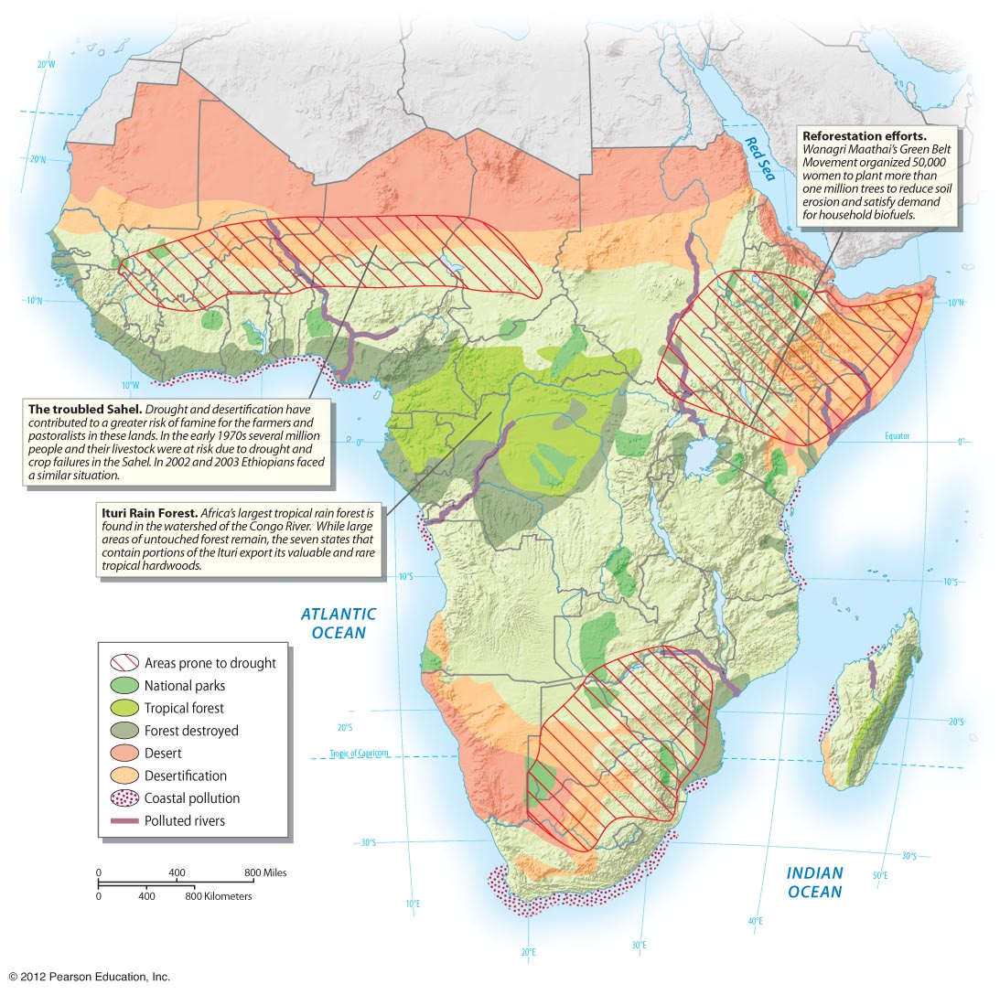 20°W
20°N
10°N
10°W
0°
Red Sea
Reforestation efforts.
Wanagri Maathai's Green Belt
Movement organized 50,000
women to plant more than
one million trees to reduce soil
erosion and satisfy demand
for household biofuels.
10°N
Equator
0°
The troubled Sahel. Drought and desertification have
contributed to a greater risk of famine for the farmers and
pastoralists in these lands. In the early 1970s several million
people and their livestock were at risk due to drought and
crop failures in the Sahel. In 2002 and 2003 Ethiopians faced
a similar situation.
Ituri Rain Forest. Africa's largest tropical rain forest is
found in the watershed of the Congo River. While large
areas of untouched forest remain, the seven states that
contain portions of the Ituri export its valuable and rare
tropical hardwoods.
10°S
10°S
ATLANTIC
OCEAN
Areas prone to drought
National parks
Tropical forest
Forest destroyed
Desert
Desertification
Coastal pollution
Polluted rivers
20°S
20°S
Tropic of Capricorn
30°S
30°S
0 400 800 Miles
0 400 800 Kilometers
INDIAN
OCEAN
10°E
20°E
30°E
40°E
50°E
© 2012 Pearson Education, Inc.